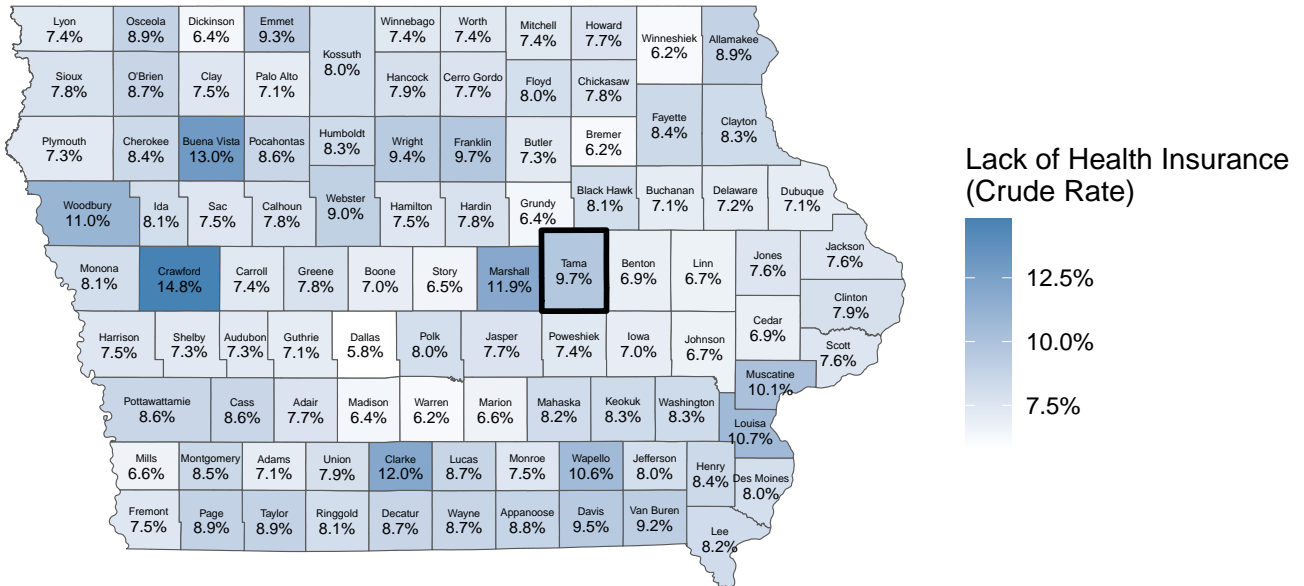 Lyon
7.4%
Osceola
8.9%
Dickinson
6.4%
Emmet
9.3%
Kossuth
8.0%
Winnebago
7.4%
Worth
7.4%
Mitchell
7.4%
Howard
7.7%
Winneshiek
6.2%
Allamakee
8.9%
Sioux
7.8%
O'Brien
8.7%
Clay
7.5%
Palo Alto
7.1%
Hancock
7.9%
Cerro Gordo
7.7%
Floyd
8.0%
Chickasaw
7.8%
Fayette
8.4%
Clayton
8.3%
Plymouth
7.3%
Cherokee
8.4%
Buena Vista
13.0%
Pocahontas
8.6%
Humboldt
8.3%
Wright
9.4%
Franklin
9.7%
Butler
7.3%
Bremer
6.2%
Woodbury
11.0%
Ida
8.1%
Sac
7.5%
Calhoun
7.8%
Webster
9.0%
Hamilton
7.5%
Hardin
7.8%
Grundy
6.4%
Black Hawk
8.1%
Buchanan
7.1%
Delaware
7.2%
Dubuque
7.1%
Monona
8.1%
Crawford
14.8%
Carroll
7.4%
Greene
7.8%
Boone
7.0%
Story
6.5%
Marshall
11.9%
Tama
9.7%
Benton
6.9%
Linn
6.7%
Jones
7.6%
Jackson
7.6%
Clinton
7.9%
Harrison
7.5%
Shelby
7.3%
Audubon
7.3%
Guthrie
7.1%
Dallas
5.8%
Polk
8.0%
Jasper
7.7%
Poweshiek
7.4%
Iowa
7.0%
Johnson
6.7%
Cedar
6.9%
Scott
7.6%
Muscatine
10.1%
Pottawattamie
8.6%
Cass
8.6%
Adair
7.7%
Madison
6.4%
Warren
6.2%
Marion
6.6%
Mahaska
8.2%
Keokuk
8.3%
Washington
8.3%
Louisa
10.7%
Mills
6.6%
Montgomery
8.5%
Adams
7.1%
Union
7.9%
Clarke
12.0%
Lucas
8.7%
Monroe
7.5%
Wapello
10.6%
Jefferson
8.0%
Henry
8.4%
Des Moines
8.0%
Fremont
7.5%
Page
8.9%
Taylor
8.9%
Ringgold
8.1%
Decatur
8.7%
Wayne
8.7%
Appanoose
8.8%
Davis
9.5%
Van Buren
9.2%
Lee
8.2%
Lack of Health Insurance
(Crude Rate)
12.5%
10.0%
7.5%